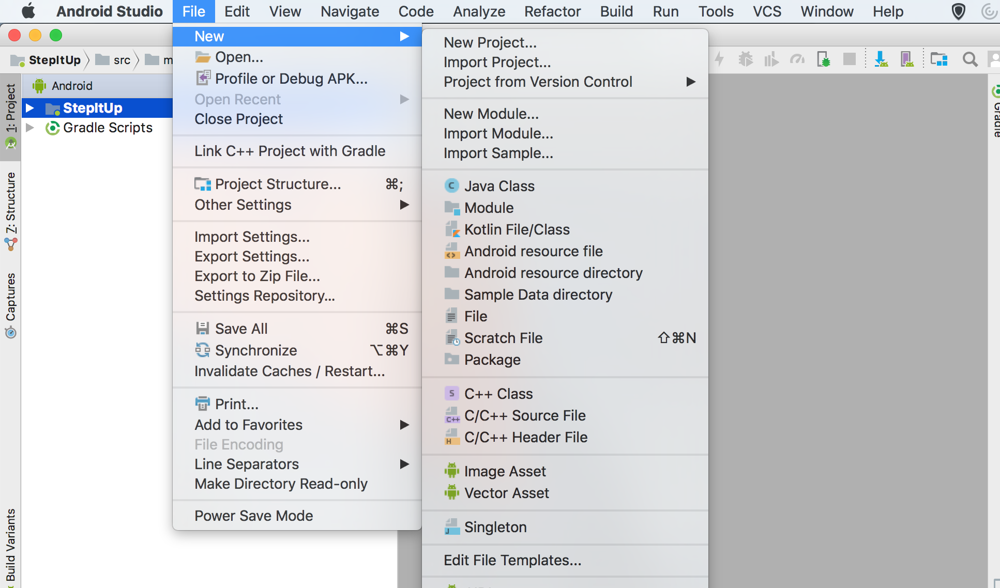 Android Studio File Edit View Navigate Code Analyze Refactor Build Run Tools VCS Window Help
StepItUp src m
1: Project
7: Structure
Captures
Build Variants
Android
StepItUp
Gradle Scripts
New
Open...
Profile or Debug APK...
Open Recent
Close Project
Link C++ Project with Gradle
Project Structure... ⌘;
Other Settings
Import Settings...
Export Settings...
Export to Zip File...
Settings Repository...
Save All ⌘S
Synchronize ⌥⌘Y
Invalidate Caches / Restart...
Print...
Add to Favorites
File Encoding
Line Separators
Make Directory Read-only
Power Save Mode
New Project...
Import Project...
Project from Version Control
New Module...
Import Module...
Import Sample...
C Java Class
Module
Kotlin File/Class
Android resource file
Android resource directory
Sample Data directory
File
Scratch File ⇧⌘N
Package
S C++ Class
C++ C/C++ Source File
H C/C++ Header File
Image Asset
Vector Asset
J Singleton
Edit File Templates...
Gradle